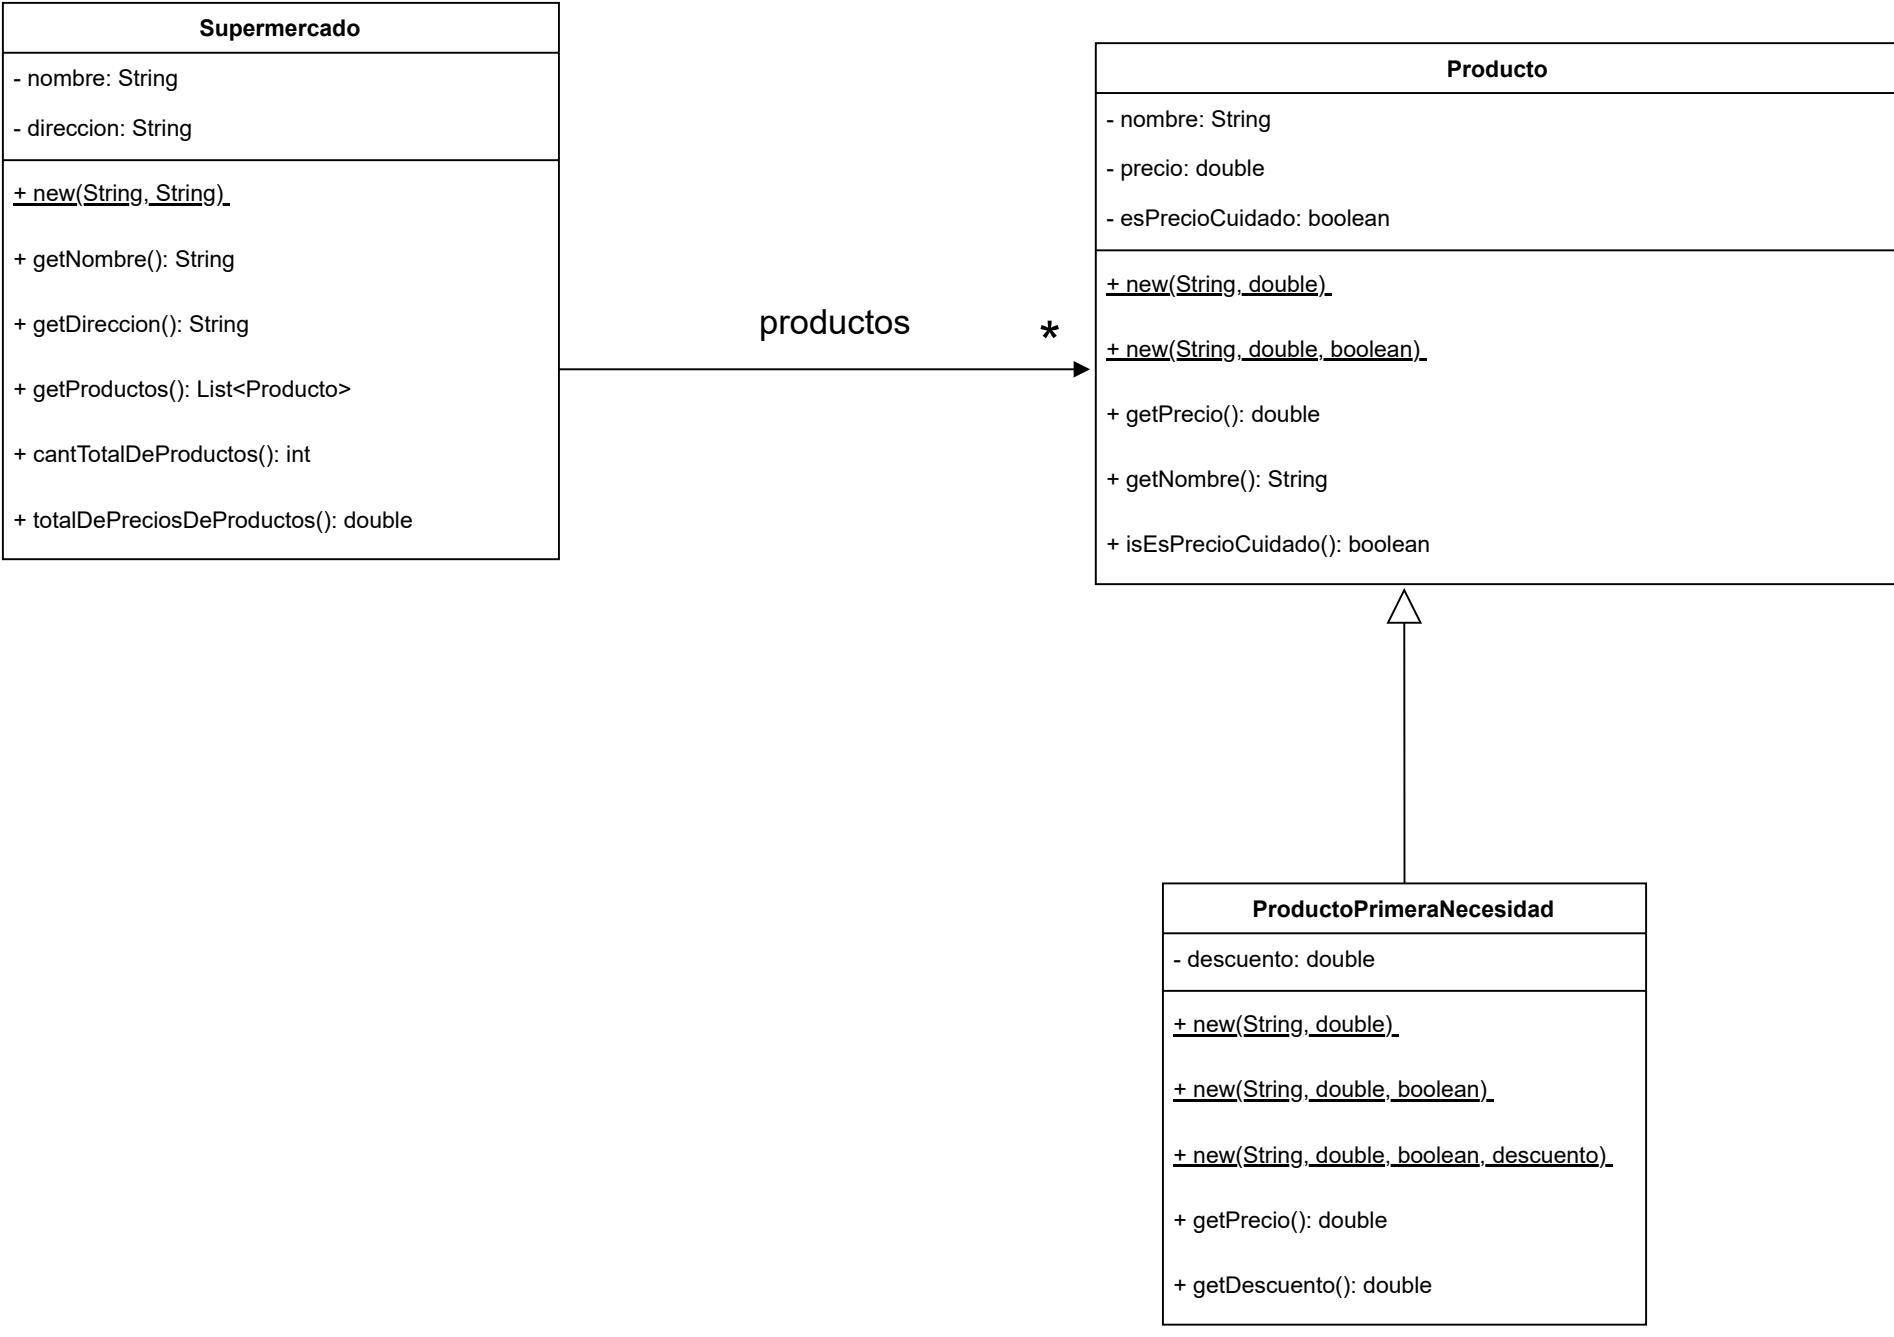 Supermercado
- nombre: String
- direccion: String
+ new(String, String)
+ getNombre(): String
+ getDireccion(): String
+ getProductos(): List<Producto>
+ cantTotalDeProductos(): int
+ totalDePreciosDeProductos(): double
productos
*
Producto
- nombre: String
- precio: double
- esPrecioCuidado: boolean
+ new(String, double)
+ new(String, double, boolean)
+ getPrecio(): double
+ getNombre(): String
+ isEsPrecioCuidado(): boolean
ProductoPrimeraNecesidad
- descuento: double
+ new(String, double)
+ new(String, double, boolean)
+ new(String, double, boolean, descuento)
+ getPrecio(): double
+ getDescuento(): double